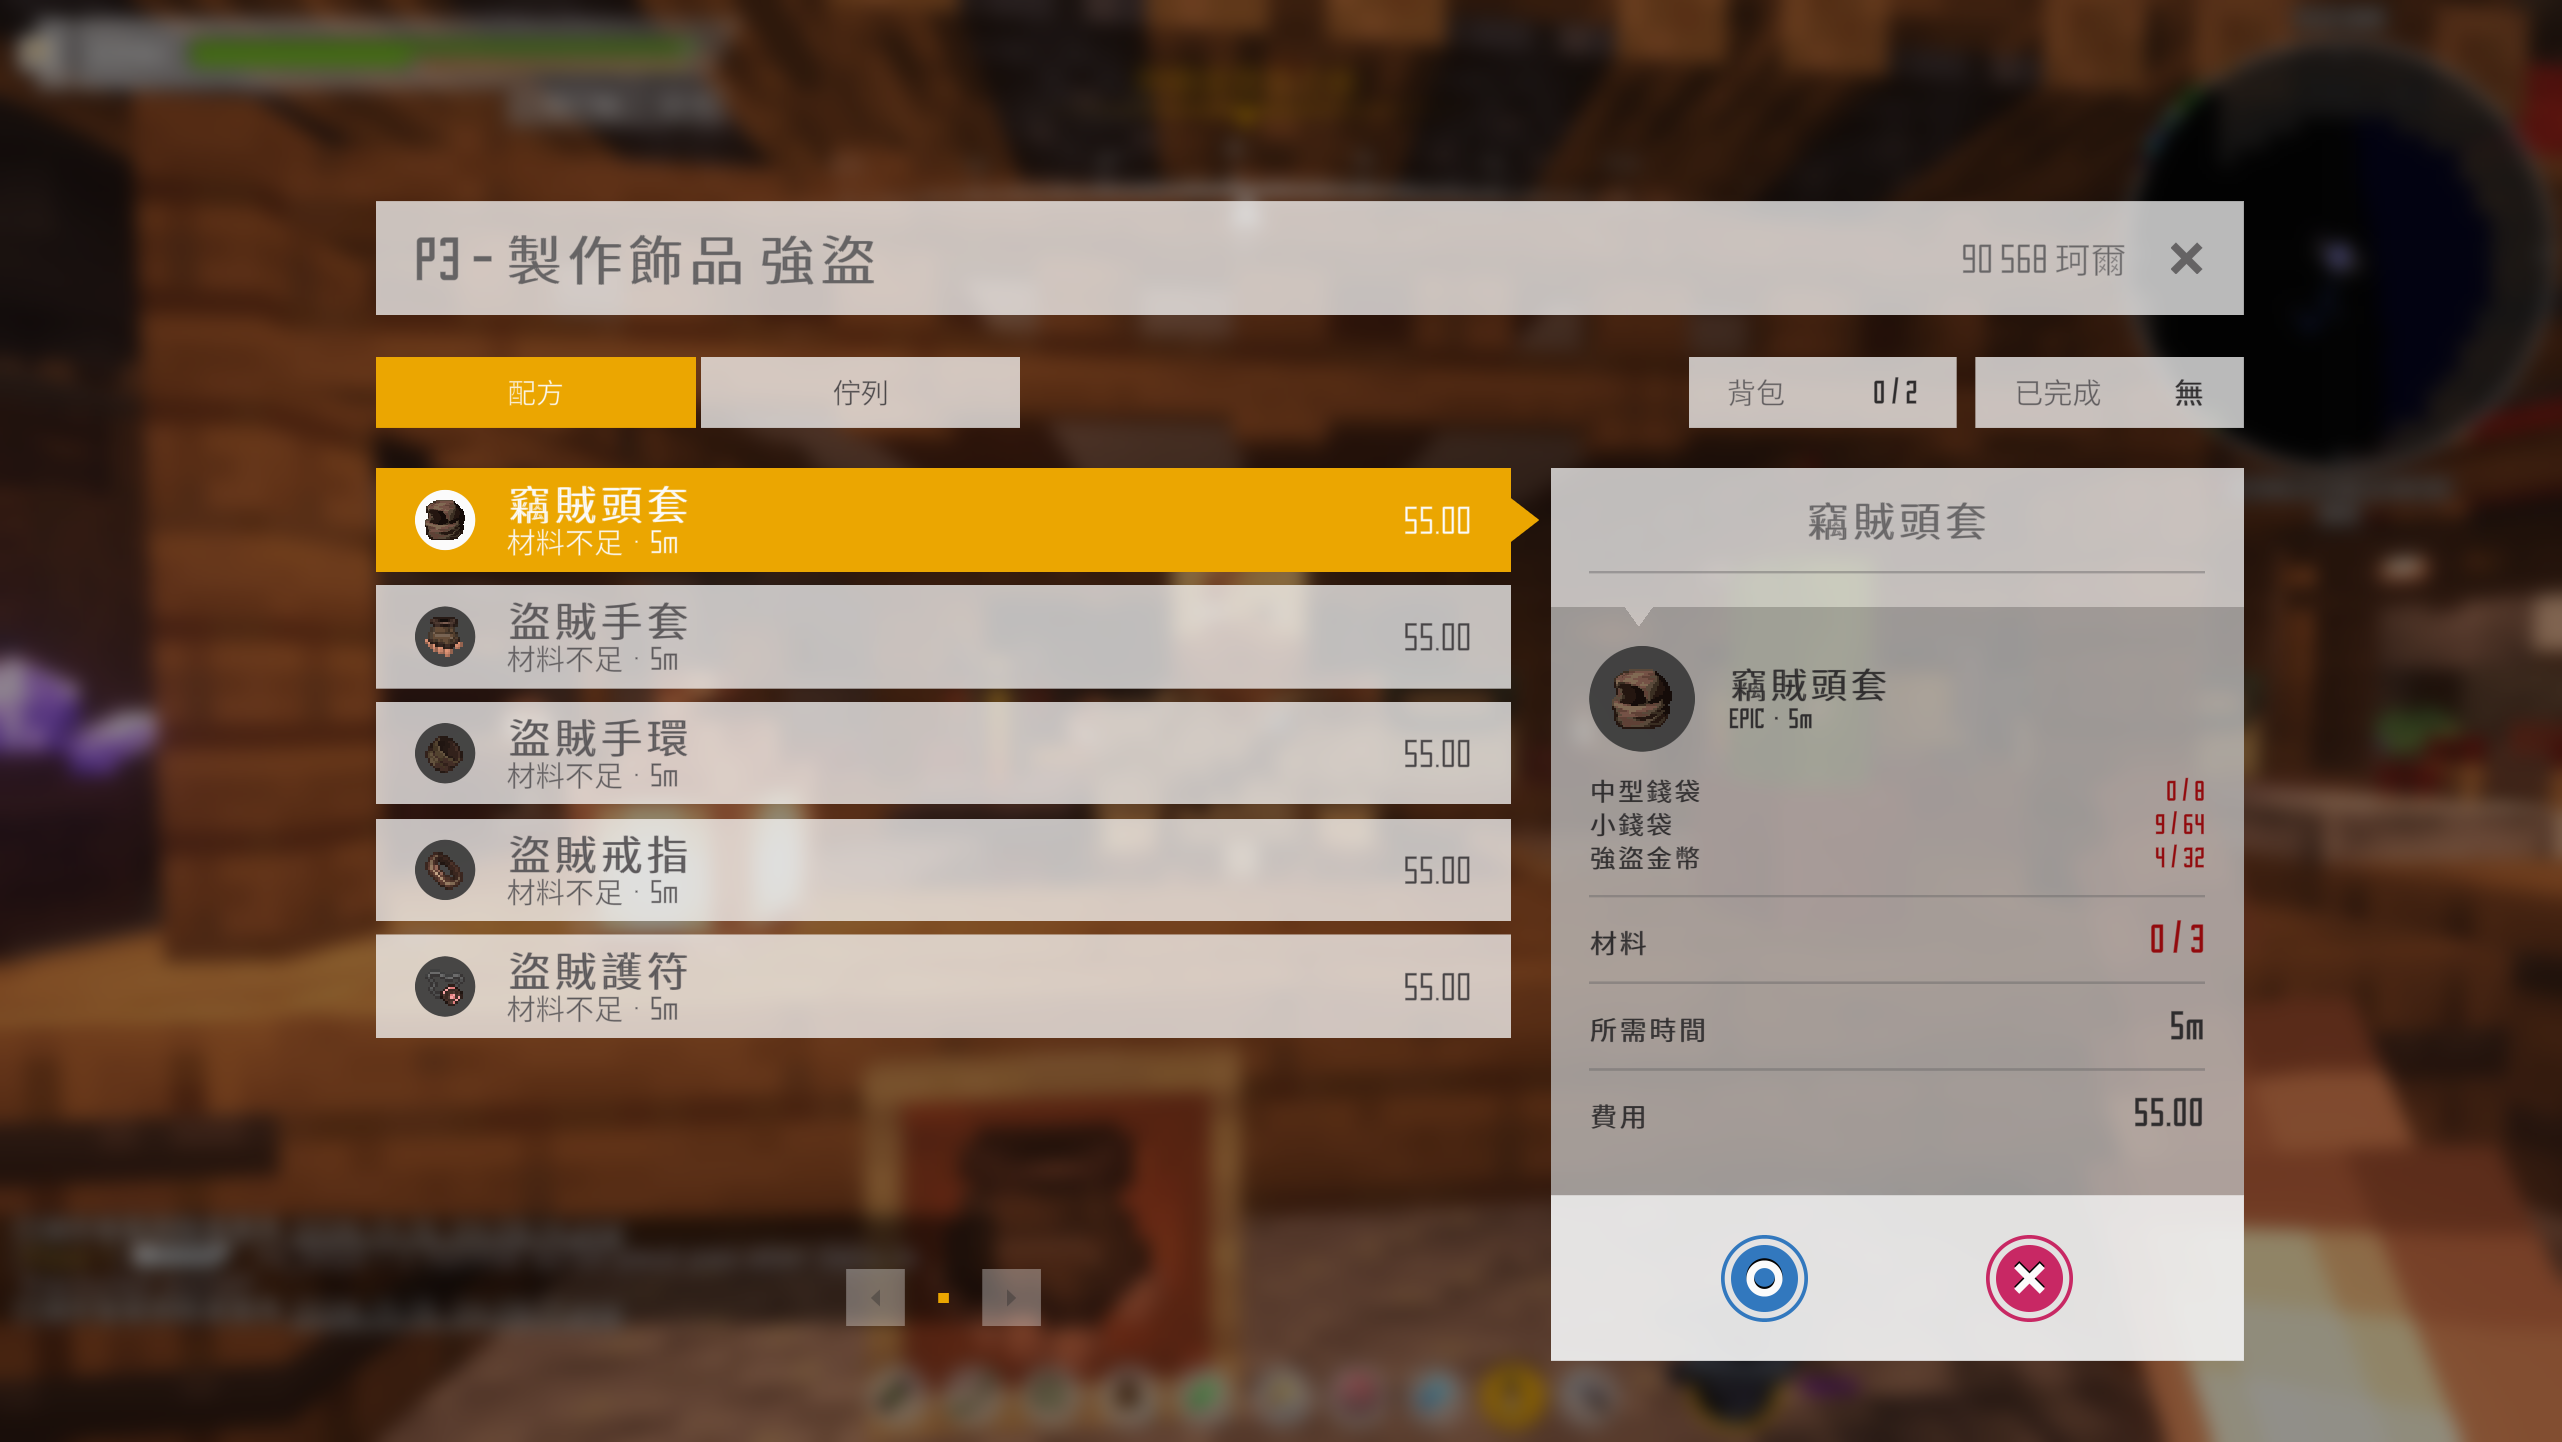 P3 - 製作飾品 強盜
90 568 珂爾
配方
佇列
背包 0/2
已完成 無
竊賊頭套
材料不足 · 5m
55.00
盜賊手套
材料不足 · 5m
55.00
盜賊手環
材料不足 · 5m
55.00
盜賊戒指
材料不足 · 5m
55.00
盜賊護符
材料不足 · 5m
55.00
竊賊頭套
竊賊頭套
EPIC · 5m
中型錢袋 0/8
小錢袋 9/64
強盜金幣 4/32
材料 0/3
所需時間 5m
費用 55.00